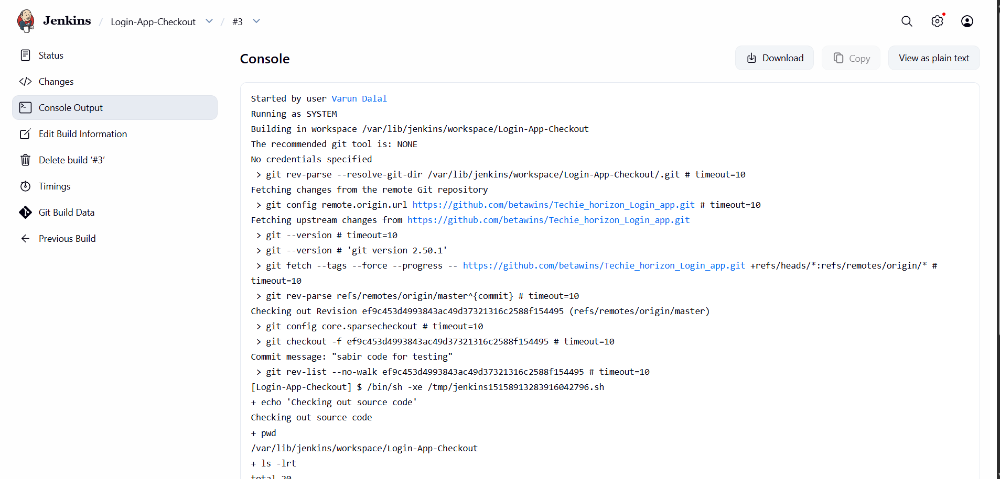 Jenkins / Login-App-Checkout / #3
Status
Changes
Console Output
Edit Build Information
Delete build ‘#3’
Timings
Git Build Data
Previous Build
Console
Download
Copy
View as plain text
Started by user Varun Dalal
Running as SYSTEM
Building in workspace /var/lib/jenkins/workspace/Login-App-Checkout
The recommended git tool is: NONE
No credentials specified
 > git rev-parse --resolve-git-dir /var/lib/jenkins/workspace/Login-App-Checkout/.git # timeout=10
Fetching changes from the remote Git repository
 > git config remote.origin.url https://github.com/betawins/Techie_horizon_Login_app.git # timeout=10
Fetching upstream changes from https://github.com/betawins/Techie_horizon_Login_app.git
 > git --version # timeout=10
 > git --version # 'git version 2.50.1'
 > git fetch --tags --force --progress -- https://github.com/betawins/Techie_horizon_Login_app.git +refs/heads/*:refs/remotes/origin/* #
timeout=10
 > git rev-parse refs/remotes/origin/master^{commit} # timeout=10
Checking out Revision ef9c453d4993843ac49d37321316c2588f154495 (refs/remotes/origin/master)
 > git config core.sparsecheckout # timeout=10
 > git checkout -f ef9c453d4993843ac49d37321316c2588f154495 # timeout=10
Commit message: "sabir code for testing"
 > git rev-list --no-walk ef9c453d4993843ac49d37321316c2588f154495 # timeout=10
[Login-App-Checkout] $ /bin/sh -xe /tmp/jenkins15158913283916042796.sh
+ echo 'Checking out source code'
Checking out source code
+ pwd
/var/lib/jenkins/workspace/Login-App-Checkout
+ ls -lrt
total 20